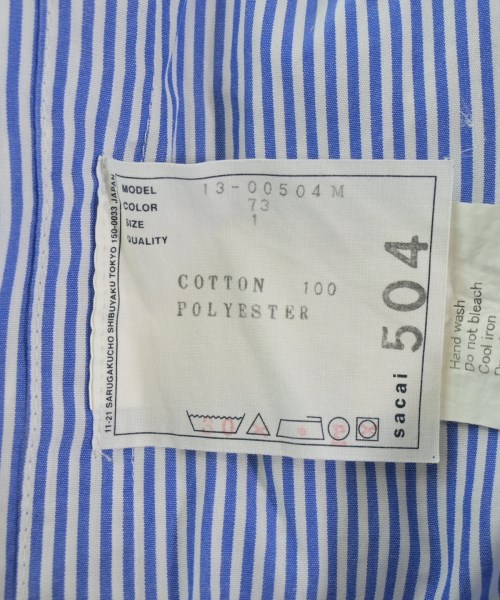 MODEL 13-00504M
COLOR 73
SIZE 1
QUALITY
COTTON 100
POLYESTER
30
sacai 504
11-21 SARUGAKUCHO SHIBUYAKU TOKYO 150-0033 JAPAN
Hand wash
Do not bleach
Cool iron